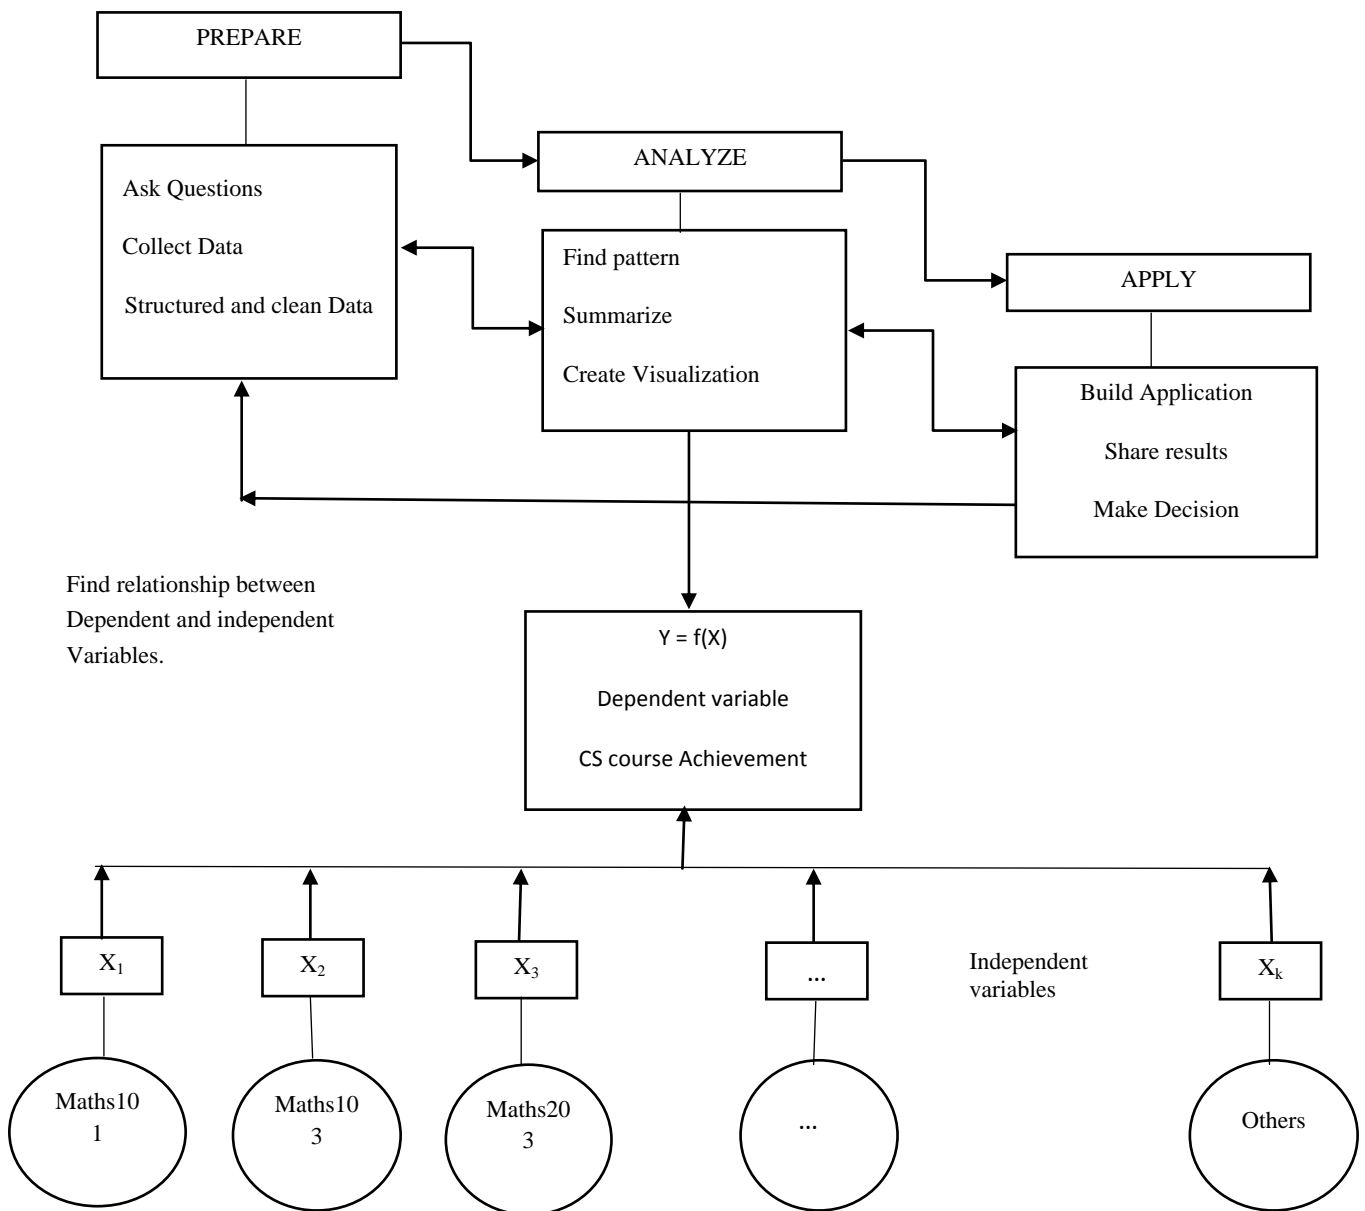 PREPARE
ANALYZE
Ask Questions
Collect Data
Structured and clean Data
Find pattern
Summarize
Create Visualization
APPLY
Build Application
Share results
Make Decision
Find relationship between
Dependent and independent
Variables.
Y = f(X)
Dependent variable
CS course Achievement
X₁
X₂
X₃
...
Independent
variables
Xₖ
Maths10
1
Maths10
3
Maths20
3
...
Others